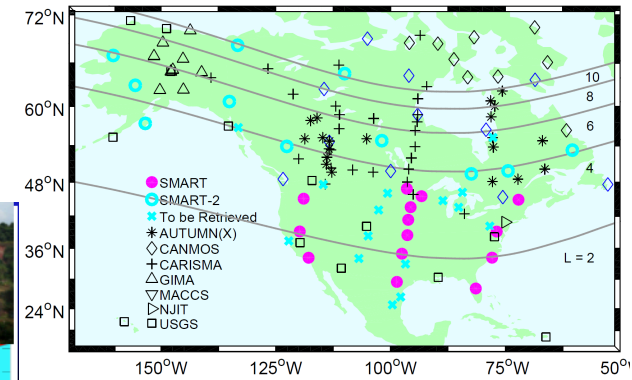 72°N
60°N
48°N
36°N
24°N
10
8
6
4
L = 2
SMART
SMART-2
To be Retrieved
AUTUMN(X)
CANMOS
CARISMA
GIMA
MACCS
NJIT
USGS
150°W
125°W
100°W
75°W
50°